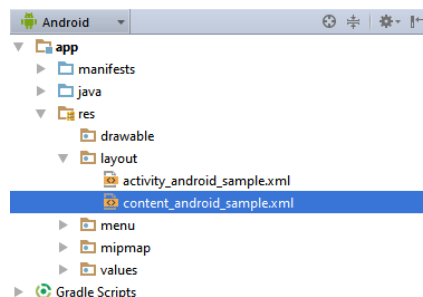 Android
app
manifests
java
res
drawable
layout
activity_android_sample.xml
content_android_sample.xml
menu
mipmap
values
Gradle Scripts